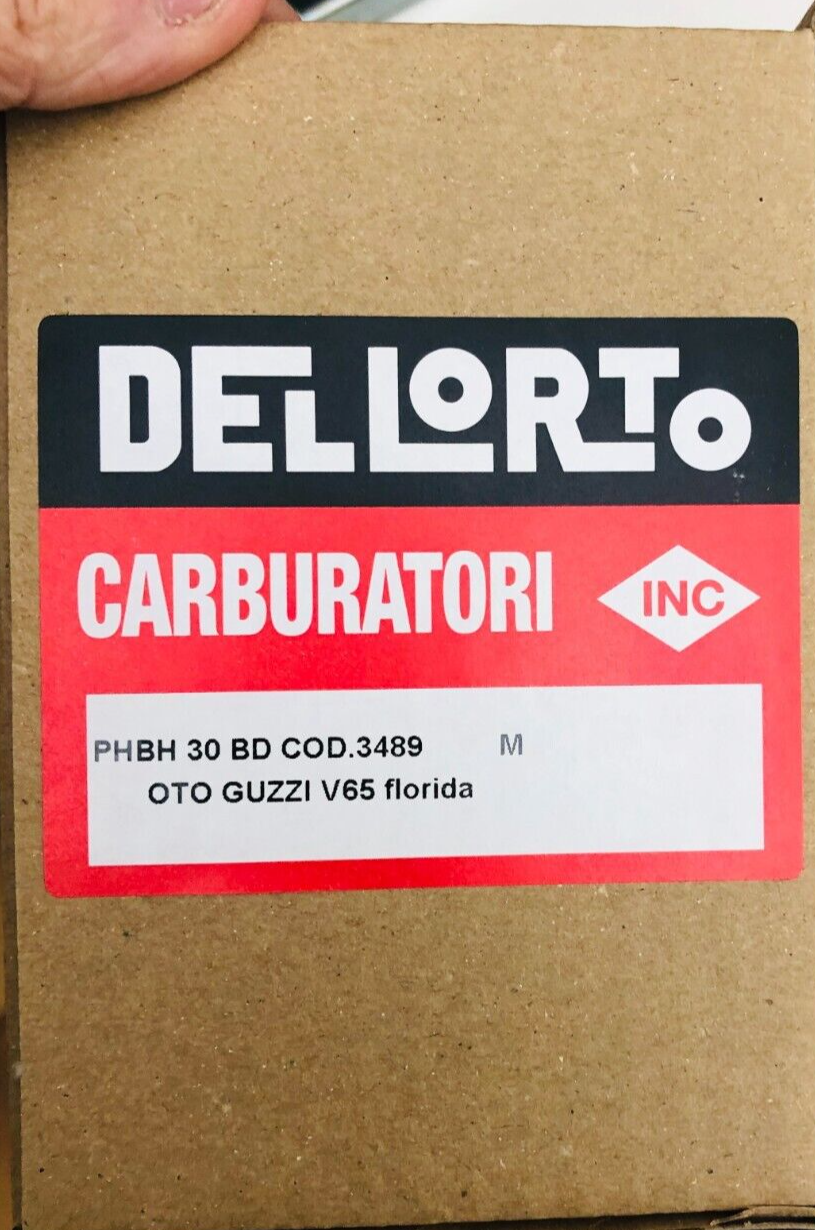 DELLORTO
CARBURATORI INC
PHBH 30 BD COD.3489 M
OTO GUZZI V65 florida